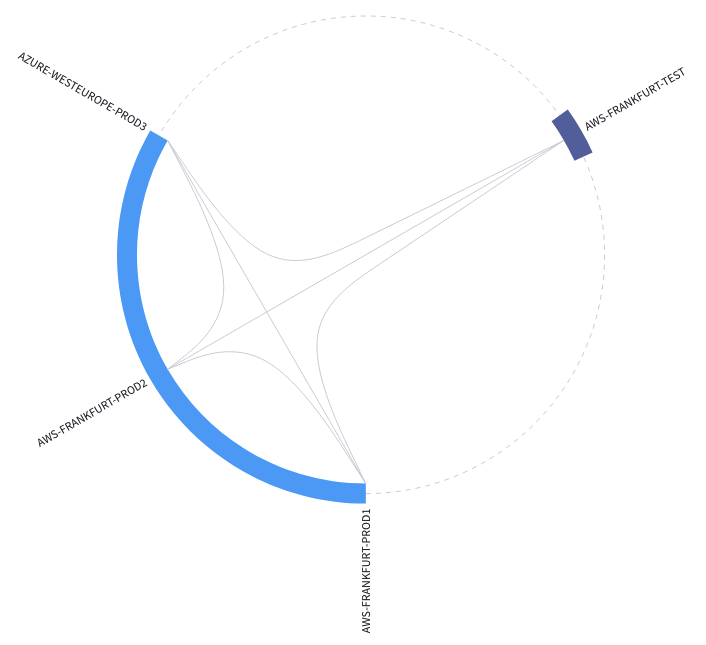 AZURE-WESTEUROPE-PROD3
AWS-FRANKFURT-TEST
AWS-FRANKFURT-PROD2
AWS-FRANKFURT-PROD1